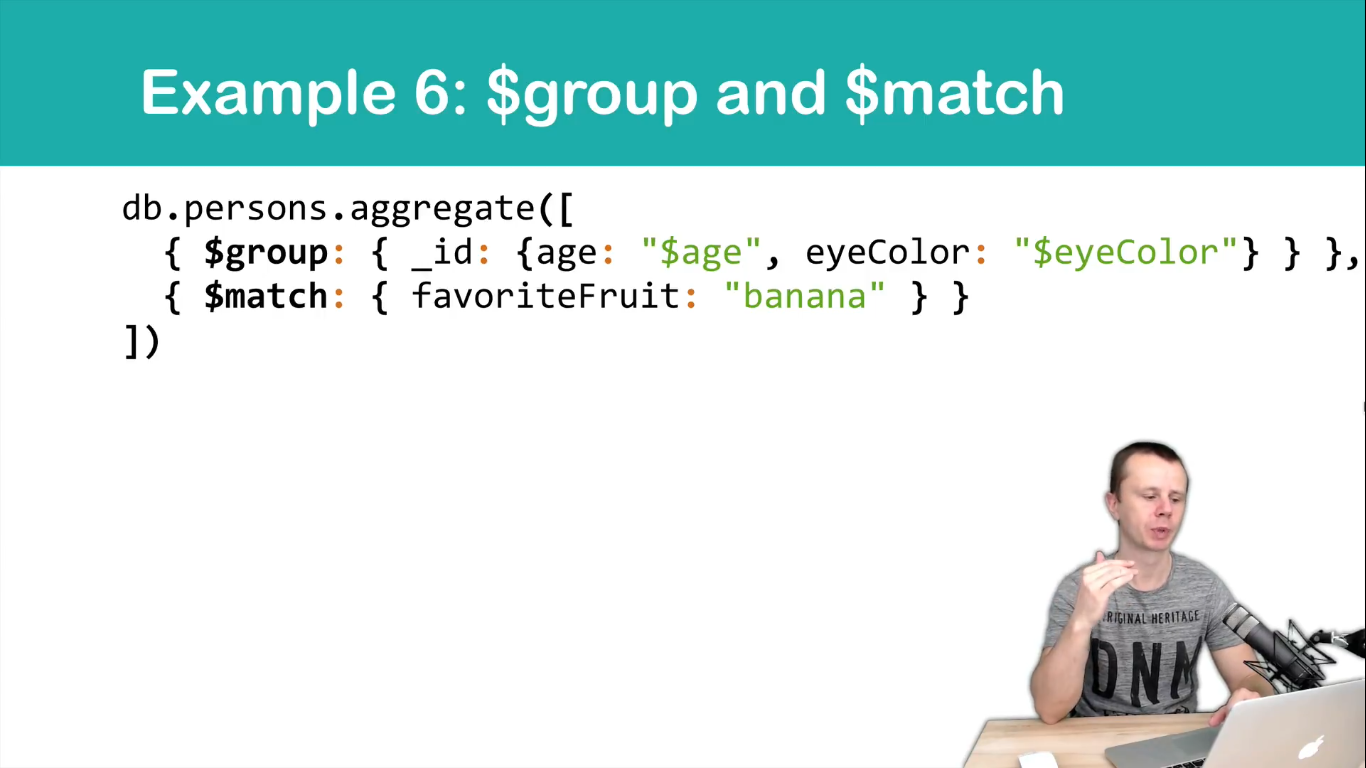 Example 6: $group and $match
db.persons.aggregate([
{ $group: { _id: {age: "$age", eyeColor: "$eyeColor"} } },
{ $match: { favoriteFruit: "banana" } }
])
ORIGINAL HERITAGE
DNM